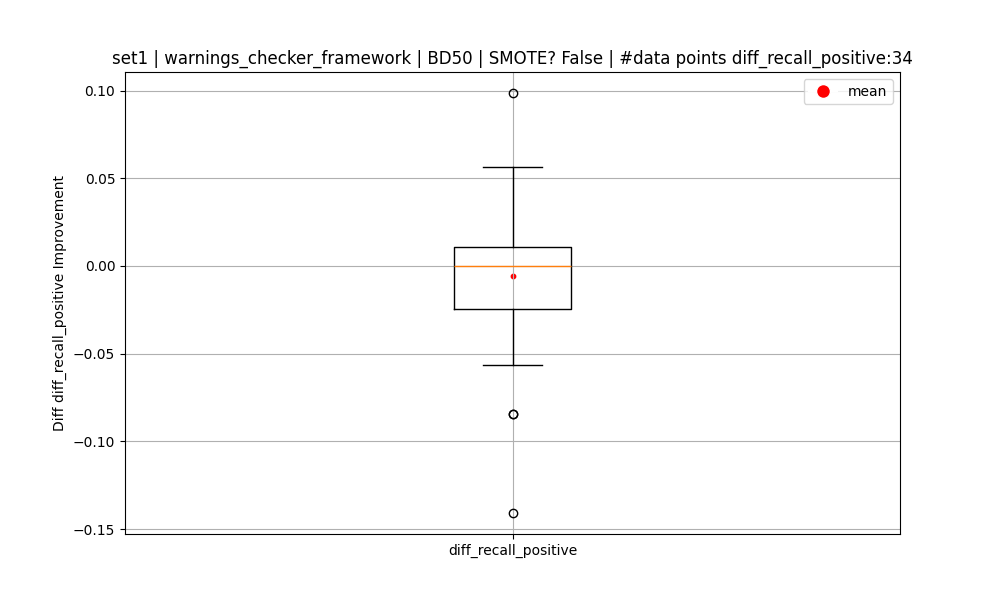 set1 | warnings_checker_framework | BD50 | SMOTE? False | #data points diff_recall_positive:34
mean
0.10
0.05
0.00
−0.05
−0.10
−0.15
Diff diff_recall_positive Improvement
diff_recall_positive